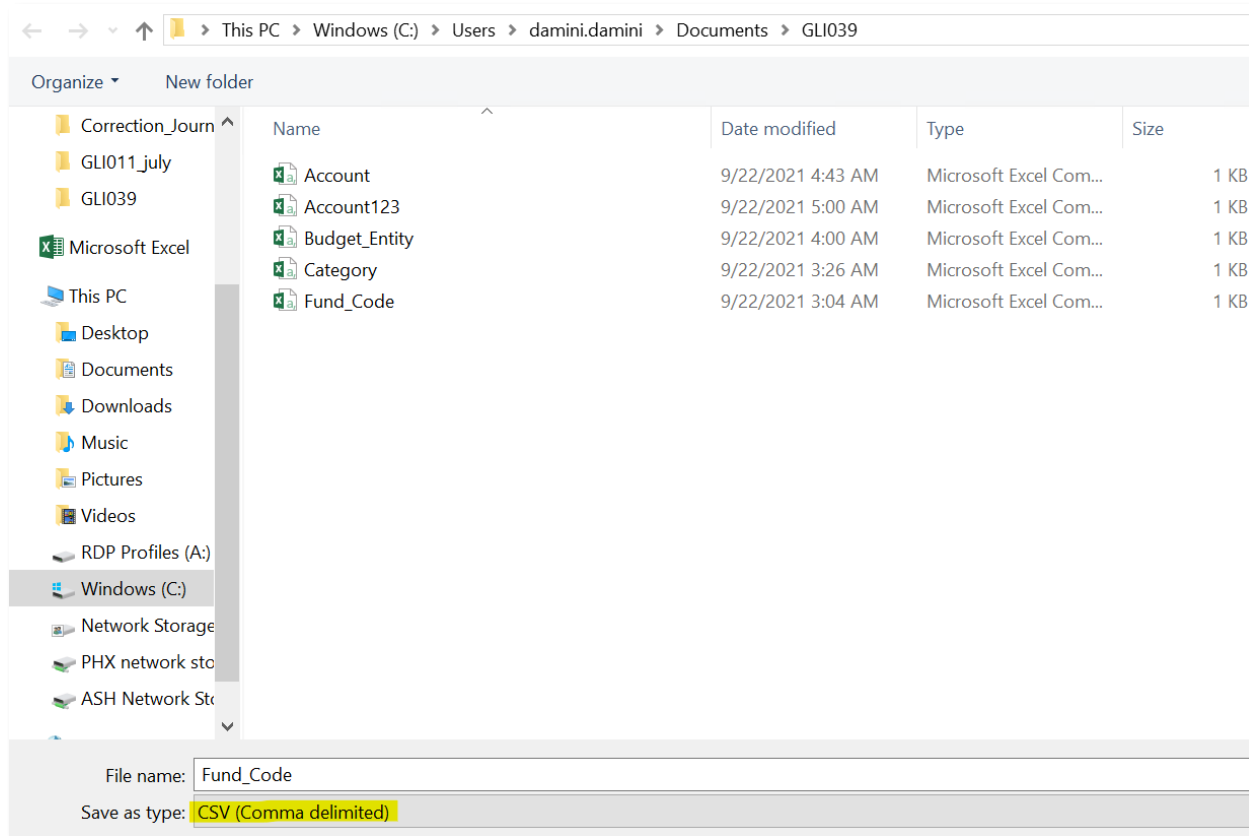 This PC > Windows (C:) > Users > damini.damini > Documents > GLI039
Organize New folder
Correction_Journ
GLI011_july
GLI039
Microsoft Excel
This PC
Desktop
Documents
Downloads
Music
Pictures
Videos
RDP Profiles (A:)
Windows (C:)
Network Storage
PHX network sto
ASH Network Sto
Name Date modified Type Size
Account 9/22/2021 4:43 AM Microsoft Excel Com... 1 KB
Account123 9/22/2021 5:00 AM Microsoft Excel Com... 1 KB
Budget_Entity 9/22/2021 4:00 AM Microsoft Excel Com... 1 KB
Category 9/22/2021 3:26 AM Microsoft Excel Com... 1 KB
Fund_Code 9/22/2021 3:04 AM Microsoft Excel Com... 1 KB
File name: Fund_Code
Save as type: CSV (Comma delimited)